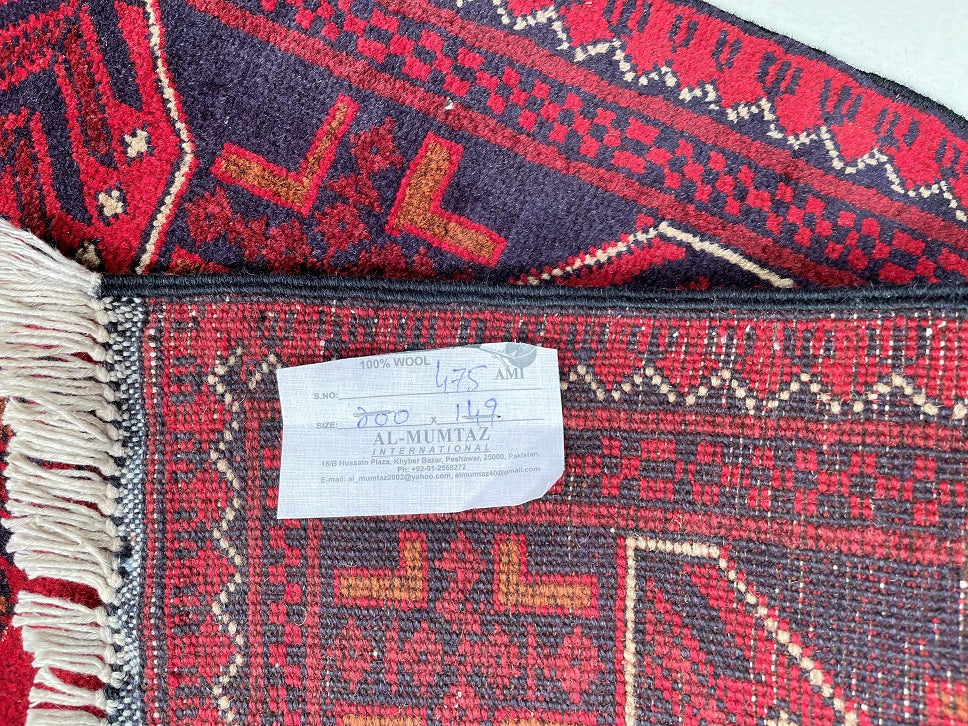 100% WOOL
S.NO: 475 AMI
SIZE: 200 x 149
AL-MUMTAZ
INTERNATIONAL
16/B Hussain Plaza, Khyber Bazar, Peshawar, 25000, Pakistan,
Ph: +92-91-2568272
E-mail: al_mumtaz2002@yahoo.com, almumtaz40@gmail.com